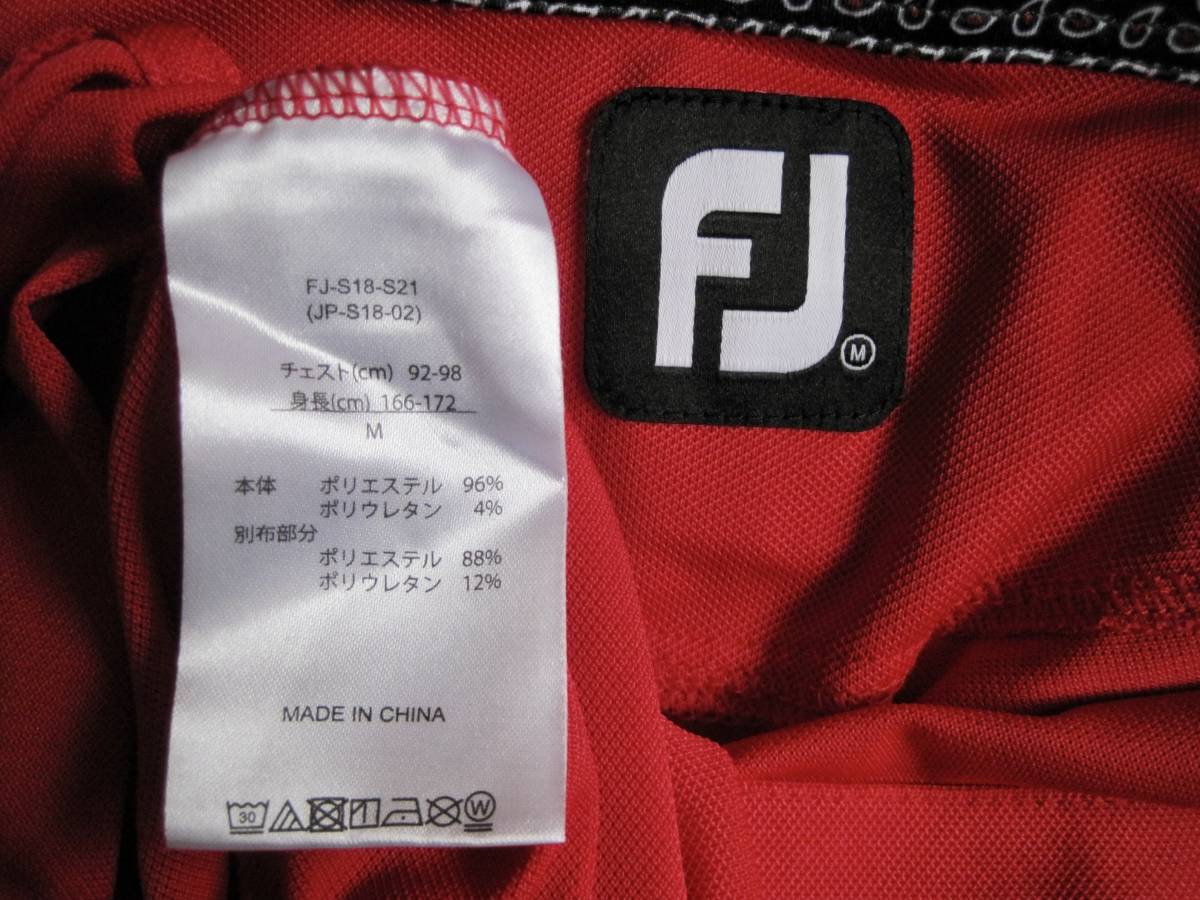 FJ-S18-S21
(JP-S18-02)
チェスト(cm) 92-98
身長(cm) 166-172
M
本体 ポリエステル 96%
ポリウレタン 4%
別布部分
ポリエステル 88%
ポリウレタン 12%
MADE IN CHINA
30 W
FJ
M